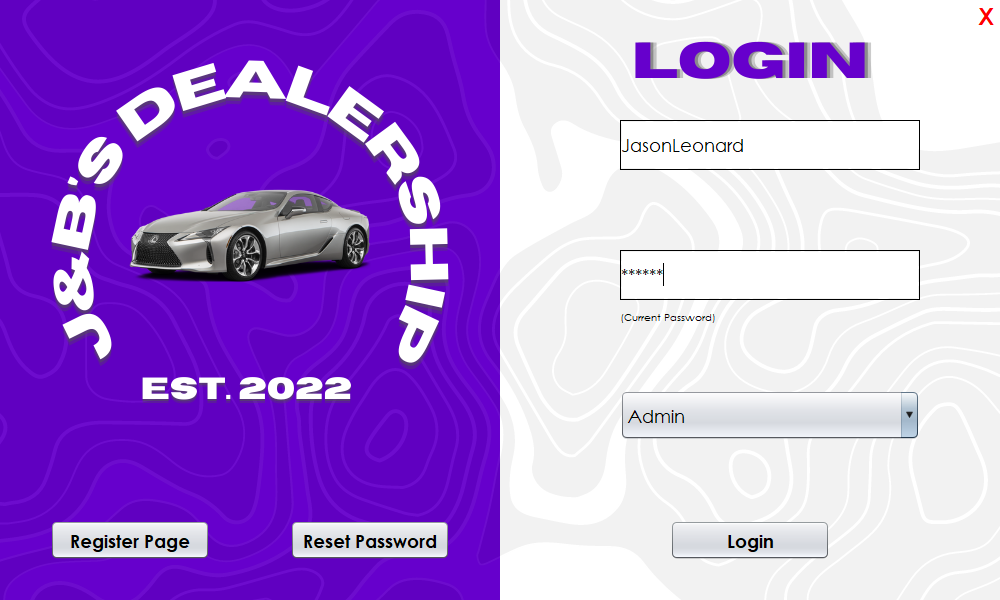 J&B'S DEALERSHIP
EST. 2022
Register Page
Reset Password
X
LOGIN
JasonLeonard
******
(Current Password)
Admin
Login